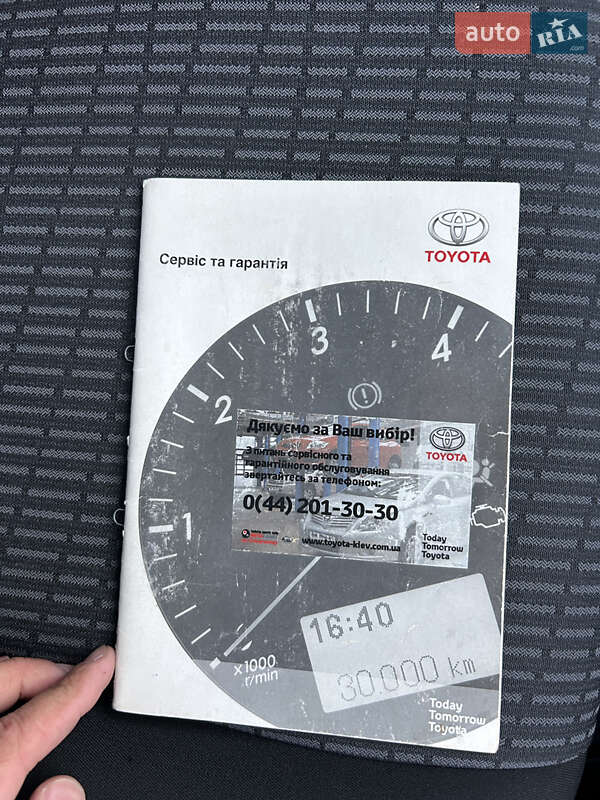 auto RIA.com
TOYOTA
Сервіс та гарантія
3
4
2
1
Дякуємо за Ваш вибір!
TOYOTA
З питань сервісного та
гарантійного обслуговування
звертайтесь за телефоном:
0(44) 201-30-30
www.toyota-kiev.com.ua
Today
Tomorrow
Toyota
16:40
30.000 km
x1000
r/min
Today
Tomorrow
Toyota